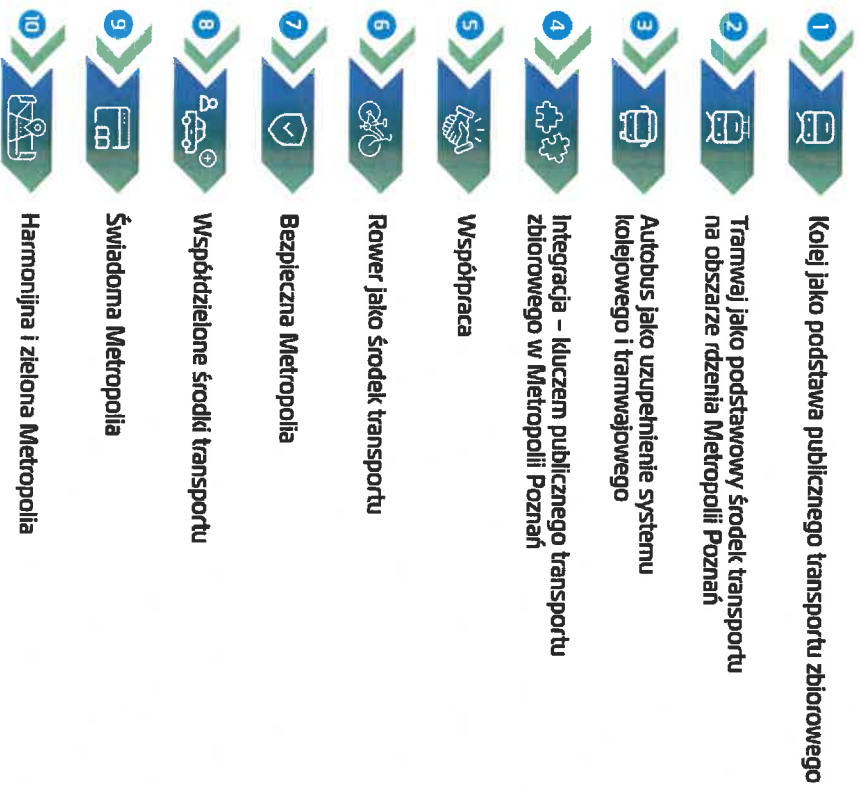 1
Kolej jako podstawa publicznego transportu zbiorowego
2
Tramwaj jako podstawowy środek transportu
na obszarze rdzenia Metropolii Poznań
3
Autobus jako uzupełnienie systemu
kolejowego i tramwajowego
4
Integracja – kluczem publicznego transportu
zbiorowego w Metropolii Poznań
5
Współpraca
6
Rower jako środek transportu
7
Bezpieczna Metropolia
8
Współdzielone środki transportu
9
Świadoma Metropolia
10
Harmonijna i zielona Metropolia